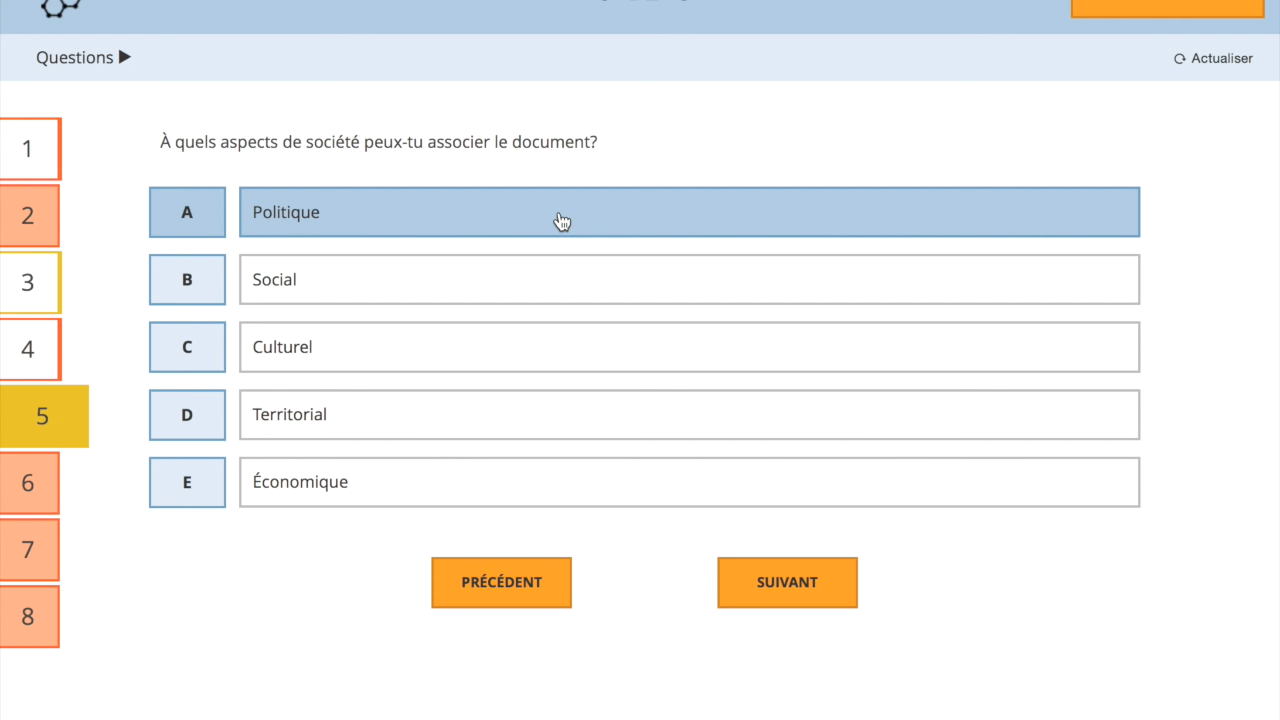 Questions ▶
Actualiser
À quels aspects de société peux-tu associer le document?
1
2
3
4
5
6
7
8
A Politique
B Social
C Culturel
D Territorial
E Économique
PRÉCÉDENT
SUIVANT